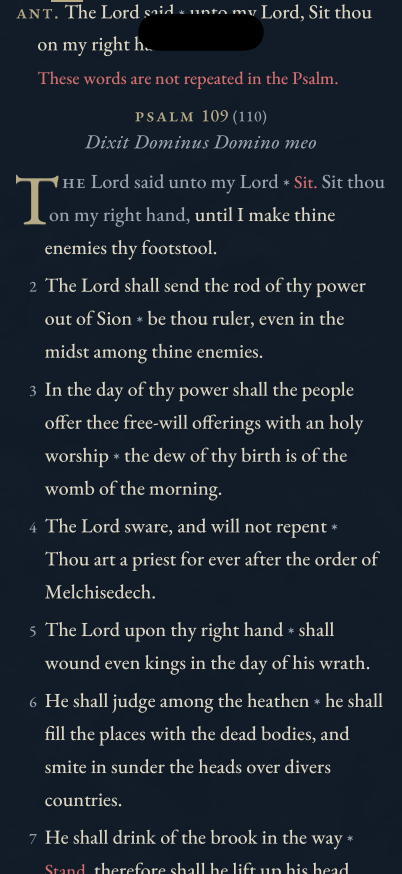 ANT. The Lord said * unto my Lord, Sit thou
on my right
These words are not repeated in the Psalm.
PSALM 109 (110)
Dixit Dominus Domino meo
THE Lord said unto my Lord * Sit. Sit thou
on my right hand, until I make thine
enemies thy footstool.
2 The Lord shall send the rod of thy power
out of Sion * be thou ruler, even in the
midst among thine enemies.
3 In the day of thy power shall the people
offer thee free-will offerings with an holy
worship * the dew of thy birth is of the
womb of the morning.
4 The Lord sware, and will not repent *
Thou art a priest for ever after the order of
Melchisedech.
5 The Lord upon thy right hand * shall
wound even kings in the day of his wrath.
6 He shall judge among the heathen * he shall
fill the places with the dead bodies, and
smite in sunder the heads over divers
countries.
7 He shall drink of the brook in the way *
Stand. therefore shall he lift up his head.